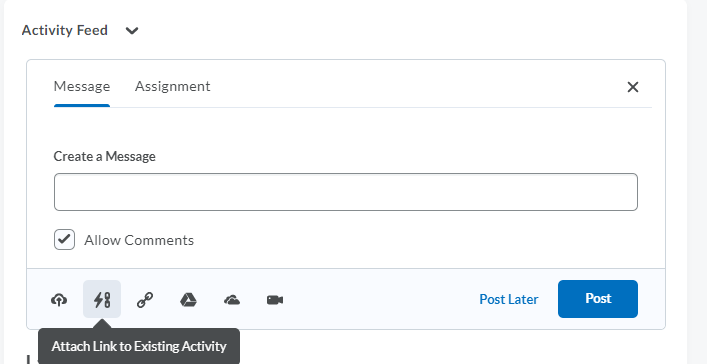 Activity Feed
Message Assignment
Create a Message
Allow Comments
Post Later Post
Attach Link to Existing Activity